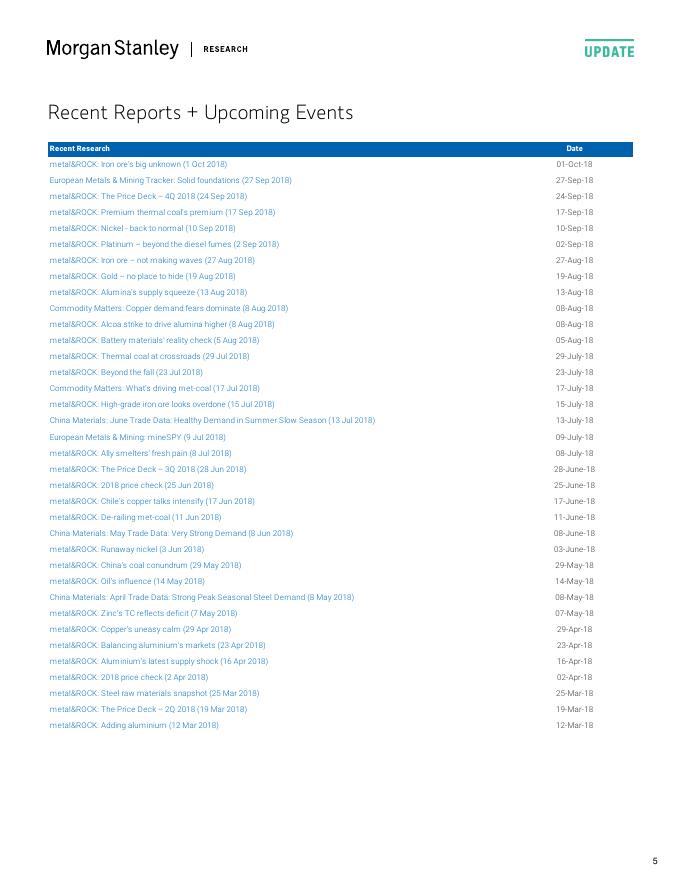 Morgan Stanley | RESEARCH
UPDATE
Recent Reports + Upcoming Events
Recent Research Date
metal&ROCK: Iron ore's big unknown (1 Oct 2018) 01-Oct-18
European Metals & Mining Tracker: Solid foundations (27 Sep 2018) 27-Sep-18
metal&ROCK: The Price Deck – 4Q 2018 (24 Sep 2018) 24-Sep-18
metal&ROCK: Premium thermal coal's premium (17 Sep 2018) 17-Sep-18
metal&ROCK: Nickel - back to normal (10 Sep 2018) 10-Sep-18
metal&ROCK: Platinum – beyond the diesel fumes (2 Sep 2018) 02-Sep-18
metal&ROCK: Iron ore – not making waves (27 Aug 2018) 27-Aug-18
metal&ROCK: Gold – no place to hide (19 Aug 2018) 19-Aug-18
metal&ROCK: Alumina's supply squeeze (13 Aug 2018) 13-Aug-18
Commodity Matters: Copper demand fears dominate (8 Aug 2018) 08-Aug-18
metal&ROCK: Alcoa strike to drive alumina higher (8 Aug 2018) 08-Aug-18
metal&ROCK: Battery materials' reality check (5 Aug 2018) 05-Aug-18
metal&ROCK: Thermal coal at crossroads (29 Jul 2018) 29-July-18
metal&ROCK: Beyond the fall (23 Jul 2018) 23-July-18
Commodity Matters: What's driving met-coal (17 Jul 2018) 17-July-18
metal&ROCK: High-grade iron ore looks overdone (15 Jul 2018) 15-July-18
China Materials: June Trade Data: Healthy Demand in Summer Slow Season (13 Jul 2018) 13-July-18
European Metals & Mining: mineSPY (9 Jul 2018) 09-July-18
metal&ROCK: Ally smelters' fresh pain (8 Jul 2018) 08-July-18
metal&ROCK: The Price Deck – 3Q 2018 (28 Jun 2018) 28-June-18
metal&ROCK: 2018 price check (25 Jun 2018) 25-June-18
metal&ROCK: Chile's copper talks intensify (17 Jun 2018) 17-June-18
metal&ROCK: De-railing met-coal (11 Jun 2018) 11-June-18
China Materials: May Trade Data: Very Strong Demand (8 Jun 2018) 08-June-18
metal&ROCK: Runaway nickel (3 Jun 2018) 03-June-18
metal&ROCK: China's coal conundrum (29 May 2018) 29-May-18
metal&ROCK: Oil's influence (14 May 2018) 14-May-18
China Materials: April Trade Data: Strong Peak Seasonal Steel Demand (8 May 2018) 08-May-18
metal&ROCK: Zinc's TC reflects deficit (7 May 2018) 07-May-18
metal&ROCK: Copper's uneasy calm (29 Apr 2018) 29-Apr-18
metal&ROCK: Balancing aluminium's markets (23 Apr 2018) 23-Apr-18
metal&ROCK: Aluminium's latest supply shock (16 Apr 2018) 16-Apr-18
metal&ROCK: 2018 price check (2 Apr 2018) 02-Apr-18
metal&ROCK: Steel raw materials snapshot (25 Mar 2018) 25-Mar-18
metal&ROCK: The Price Deck – 2Q 2018 (19 Mar 2018) 19-Mar-18
metal&ROCK: Adding aluminium (12 Mar 2018) 12-Mar-18
5